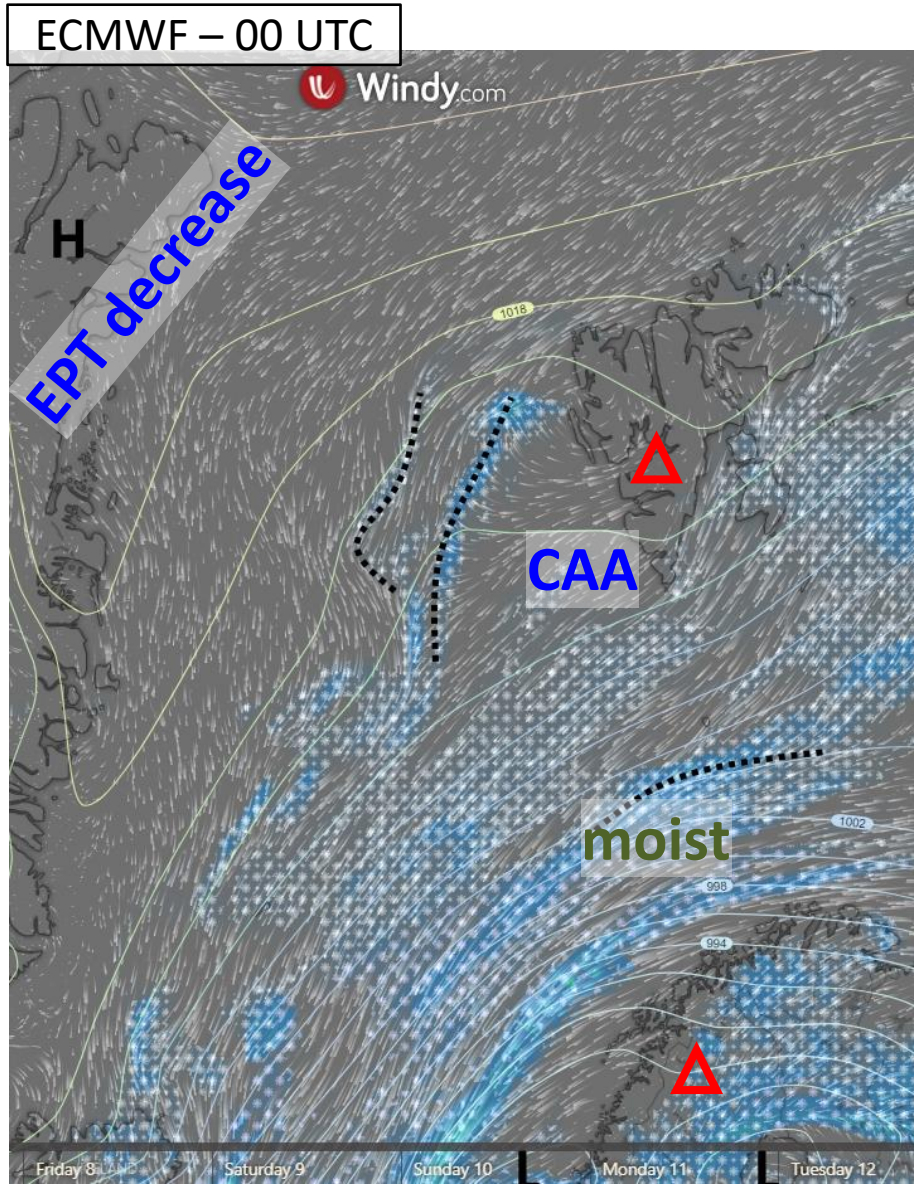 ECMWF – 00 UTC
Windy.com
EPT decrease
H
1018
CAA
moist
1002
998
994
L
L
Friday 8
Saturday 9
Sunday 10
Monday 11
Tuesday 12